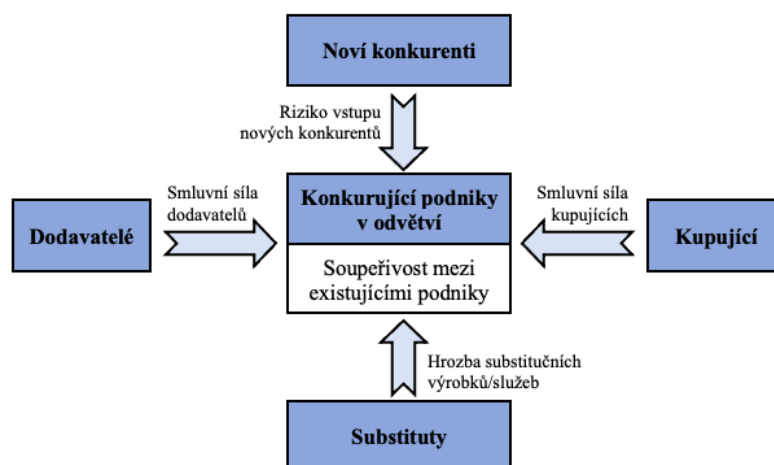 Noví konkurenti
Riziko vstupu
nových konkurentů
Smluvní síla
dodavatelů
Konkurující podniky
v odvětví
Smluvní síla
kupujících
Dodavatelé
Kupující
Soupeřivost mezi
existujícími podniky
Hrozba substitučních
výrobků/služeb
Substituty